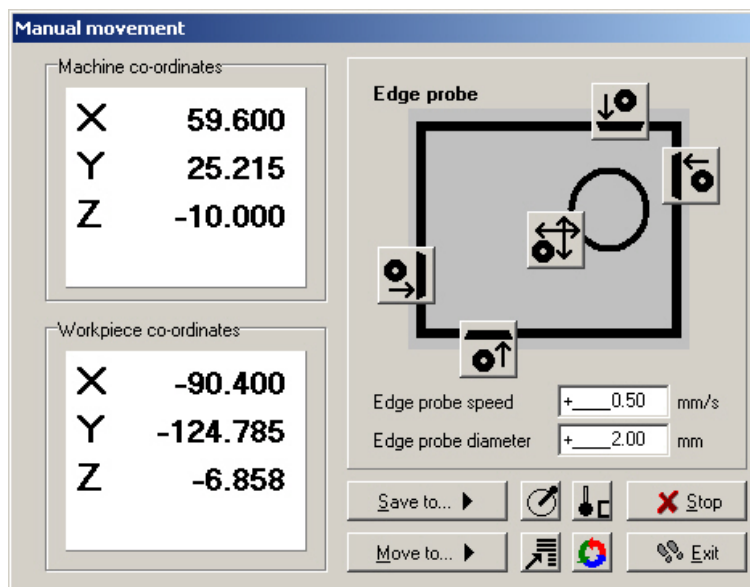 Manual movement
Machine co-ordinates
X 59.600
Y 25.215
Z -10.000
Workpiece co-ordinates
X -90.400
Y -124.785
Z -6.858
Edge probe
Edge probe speed +____0.50 mm/s
Edge probe diameter +____2.00 mm
Save to...
Stop
Move to...
Exit